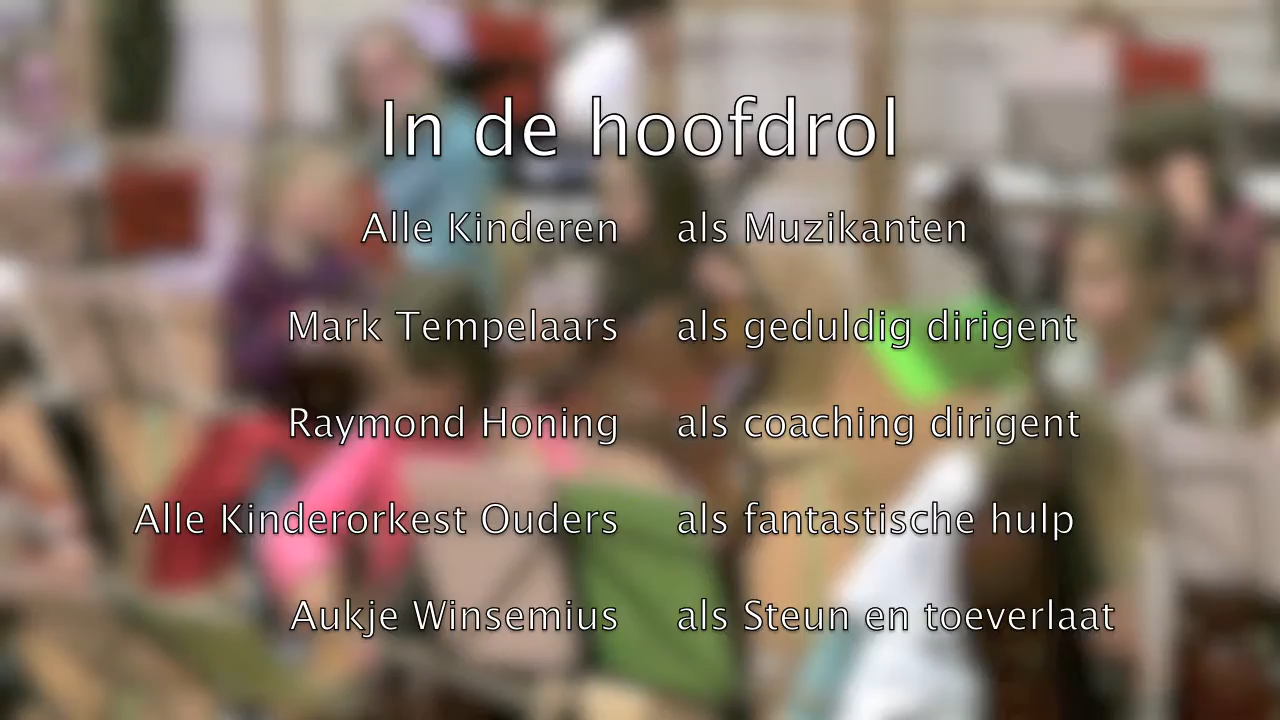 In de hoofdrol
Alle Kinderen als Muzikanten
Mark Tempelaars als geduldig dirigent
Raymond Honing als coaching dirigent
Alle Kinderorkest Ouders als fantastische hulp
Aukje Winsemius als Steun en toeverlaat